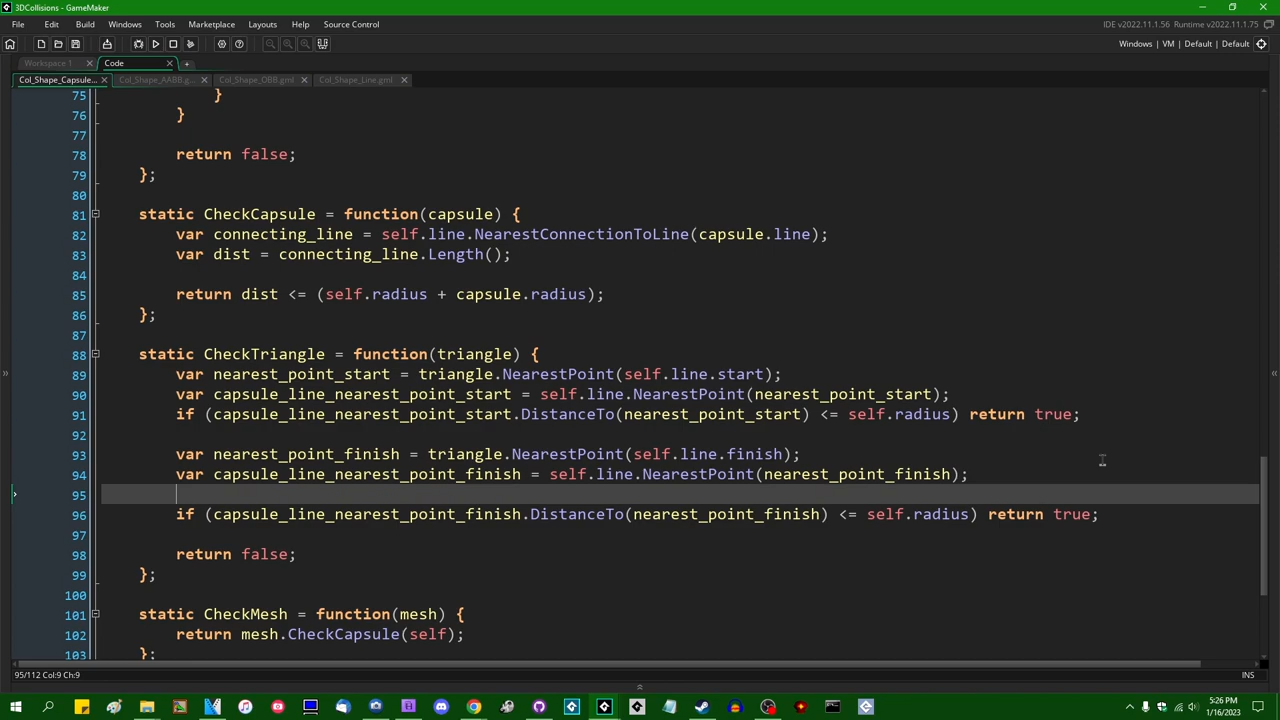 3DCollisions - GameMaker
File Edit Build Windows Tools Marketplace Layouts Help Source Control
IDE v2022.11.1.56 Runtime v2022.11.1.75
Windows | VM | Default | Default
Workspace 1 Code
Col_Shape_Capsule... Col_Shape_AABB.g... Col_Shape_OBB.gml Col_Shape_Line.gml
75 }
76 }
77
78 return false;
79 };
80
81 static CheckCapsule = function(capsule) {
82 var connecting_line = self.line.NearestConnectionToLine(capsule.line);
83 var dist = connecting_line.Length();
84
85 return dist <= (self.radius + capsule.radius);
86 };
87
88 static CheckTriangle = function(triangle) {
89 var nearest_point_start = triangle.NearestPoint(self.line.start);
90 var capsule_line_nearest_point_start = self.line.NearestPoint(nearest_point_start);
91 if (capsule_line_nearest_point_start.DistanceTo(nearest_point_start) <= self.radius) return true;
92
93 var nearest_point_finish = triangle.NearestPoint(self.line.finish);
94 var capsule_line_nearest_point_finish = self.line.NearestPoint(nearest_point_finish);
95
96 if (capsule_line_nearest_point_finish.DistanceTo(nearest_point_finish) <= self.radius) return true;
97
98 return false;
99 };
100
101 static CheckMesh = function(mesh) {
102 return mesh.CheckCapsule(self);
103 };
95/112 Col:9 Ch:9
INS
5:26 PM
1/16/2023